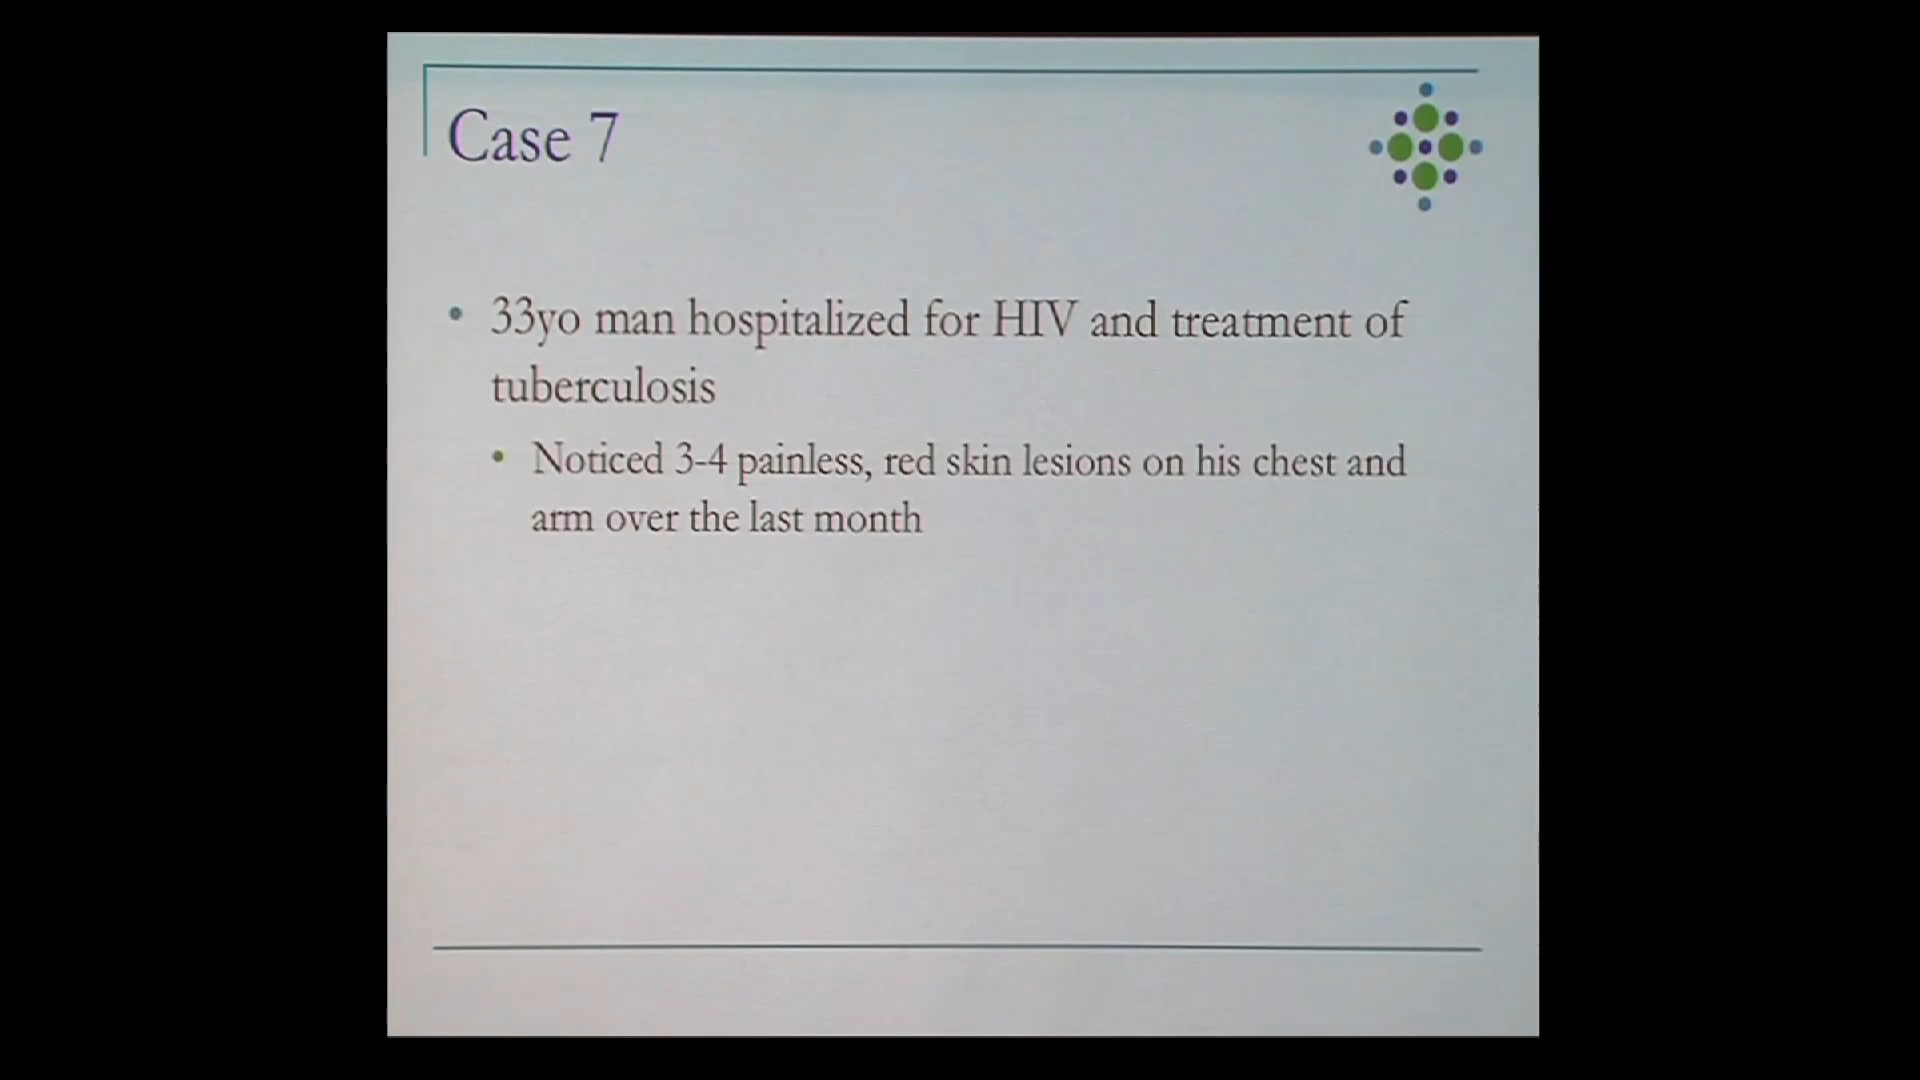 Case 7
33yo man hospitalized for HIV and treatment of
tuberculosis
Noticed 3-4 painless, red skin lesions on his chest and
arm over the last month